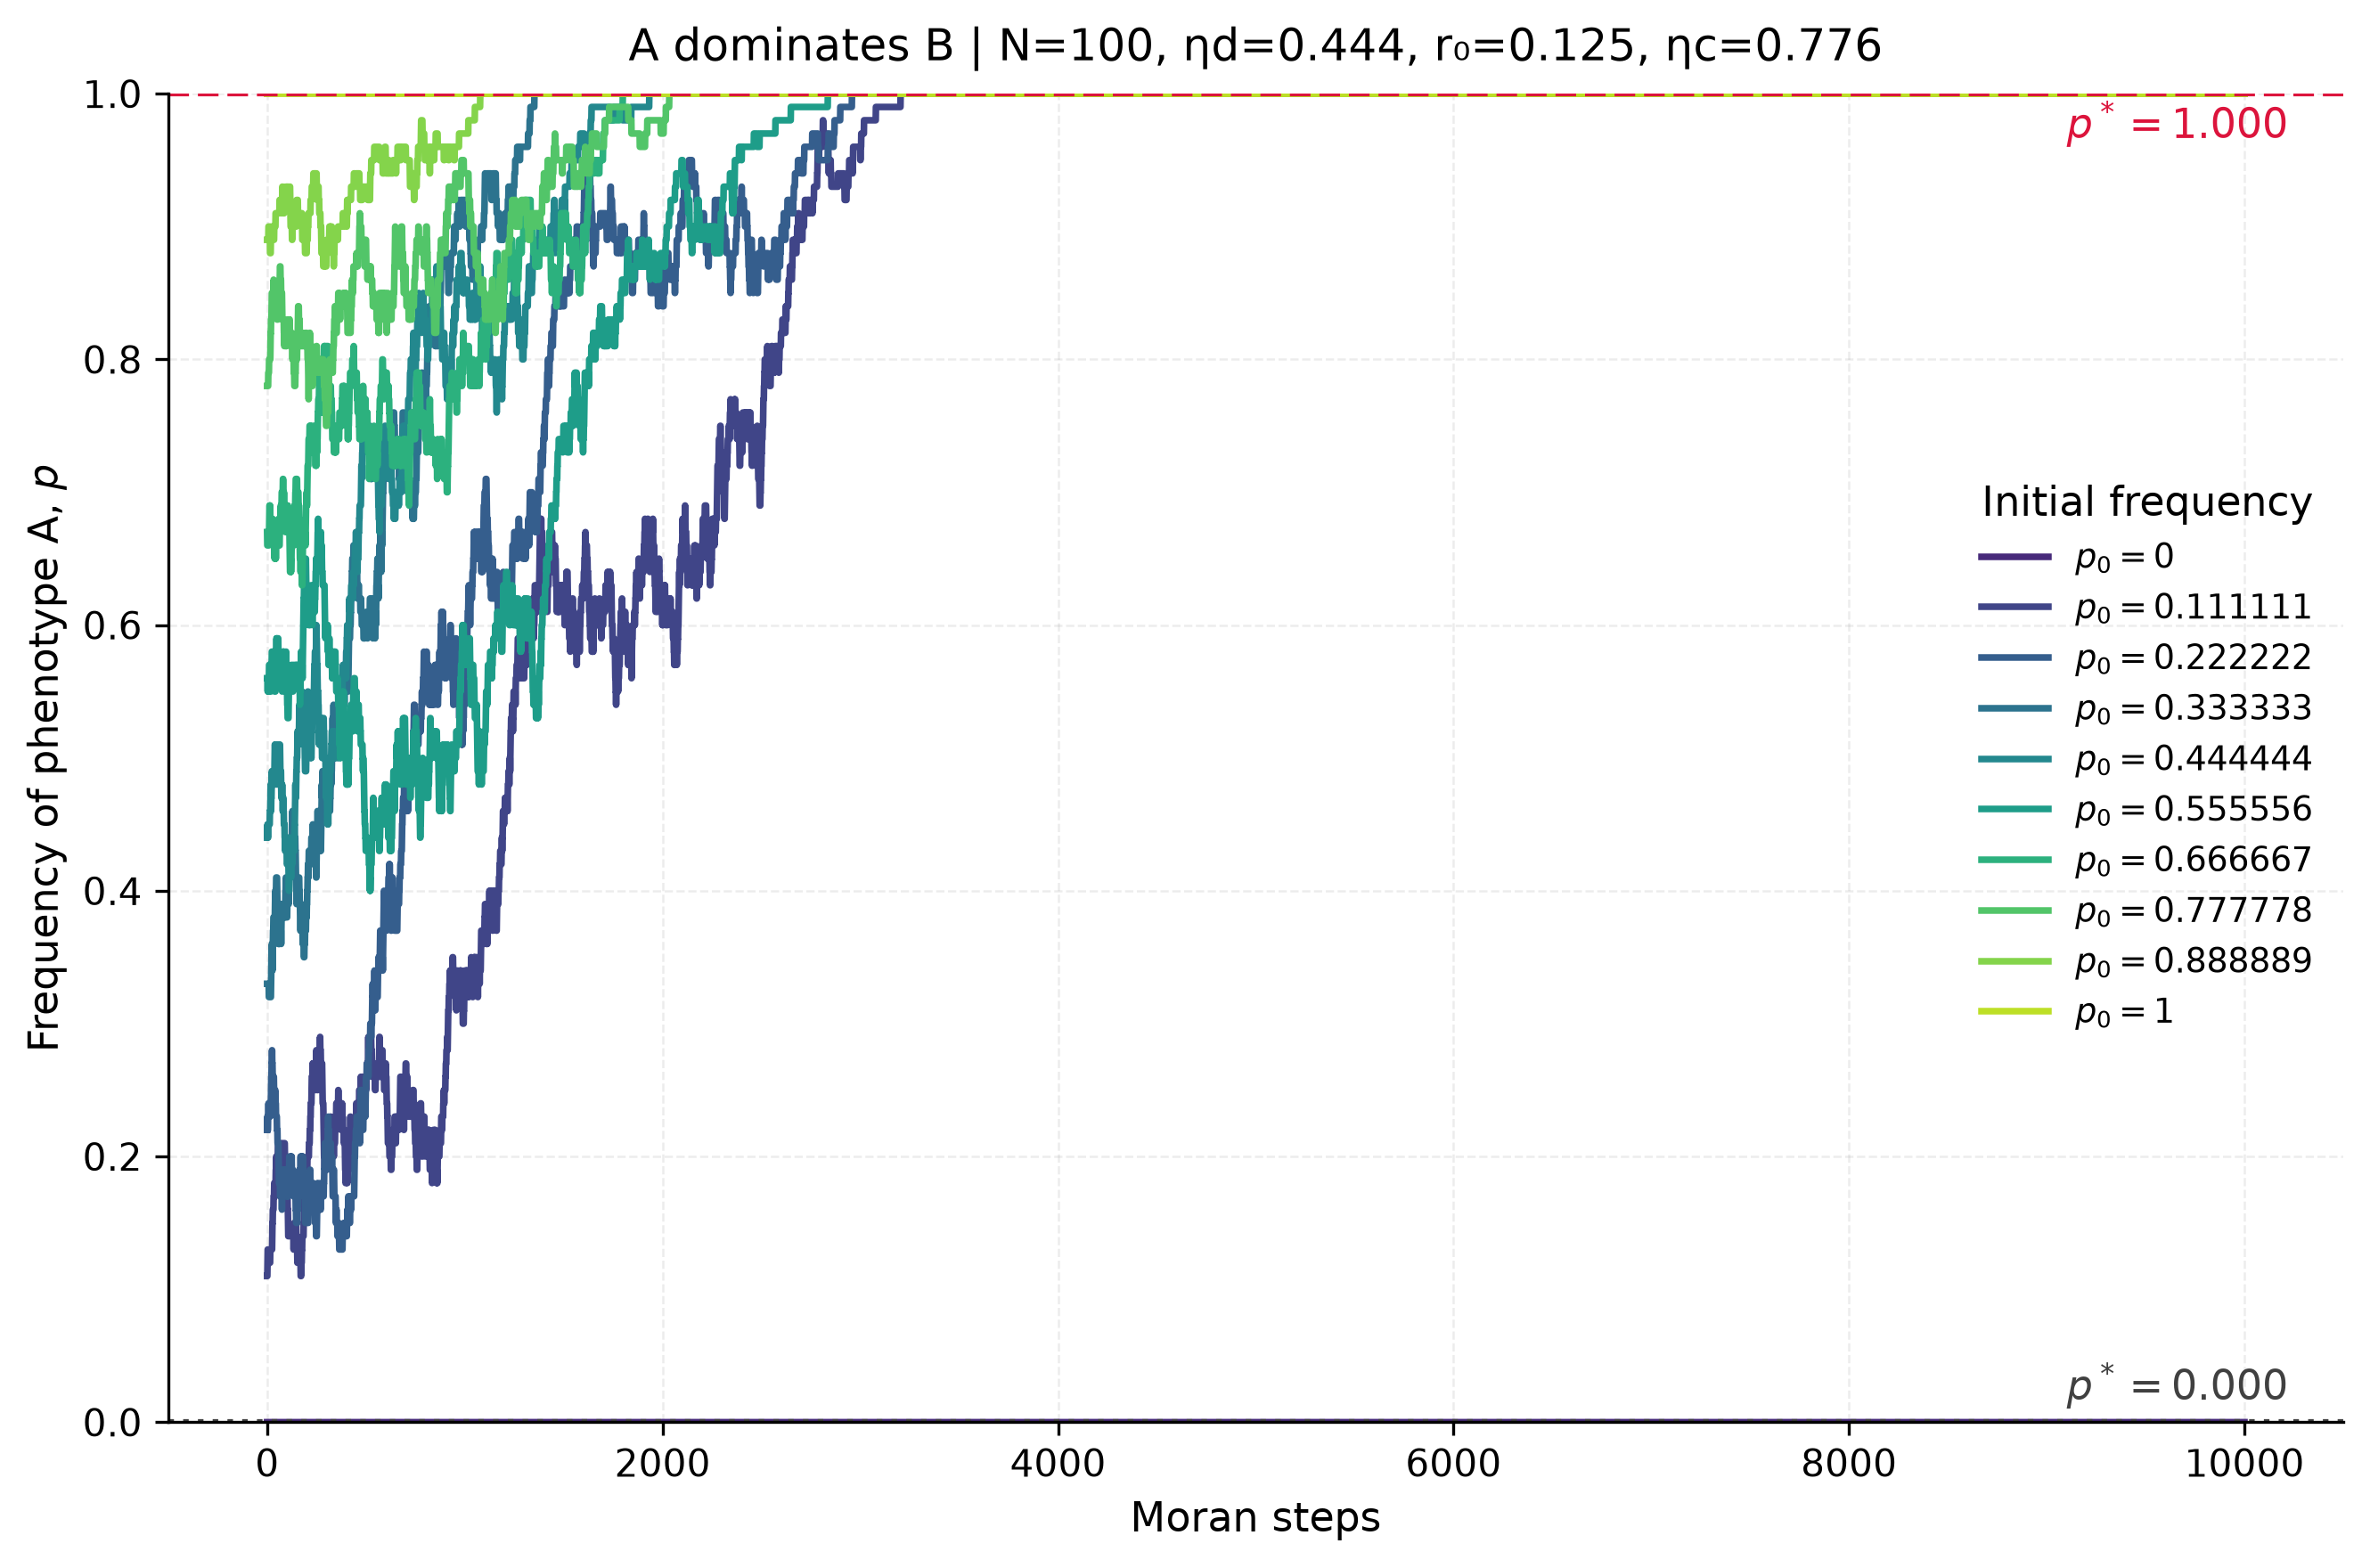 A dominates B | N=100, ηd=0.444, r₀=0.125, ηc=0.776
1.0
0.8
0.6
0.4
0.2
0.0
Frequency of phenotype A, p
p* = 1.000
Initial frequency
p₀ = 0
p₀ = 0.111111
p₀ = 0.222222
p₀ = 0.333333
p₀ = 0.444444
p₀ = 0.555556
p₀ = 0.666667
p₀ = 0.777778
p₀ = 0.888889
p₀ = 1
p* = 0.000
0 2000 4000 6000 8000 10000
Moran steps